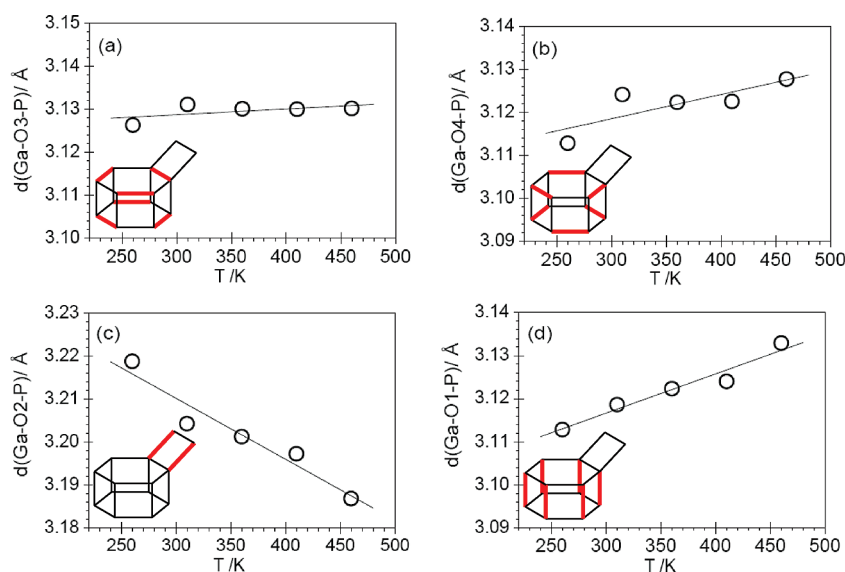 (a)
d(Ga-O3-P)/ Å
3.15
3.14
3.13
3.12
3.11
3.10
250 300 350 400 450 500
T /K
(b)
d(Ga-O4-P)/ Å
3.14
3.13
3.12
3.11
3.10
3.09
250 300 350 400 450 500
T /K
(c)
d(Ga-O2-P)/ Å
3.23
3.22
3.21
3.20
3.19
3.18
250 300 350 400 450 500
T /K
(d)
d(Ga-O1-P)/ Å
3.14
3.13
3.12
3.11
3.10
3.09
250 300 350 400 450 500
T /K